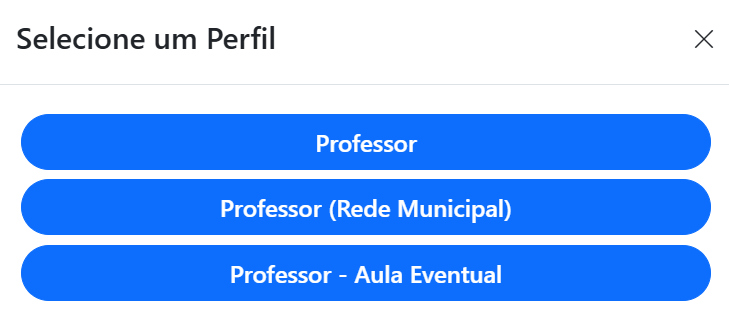 Selecione um Perfil
Professor
Professor (Rede Municipal)
Professor - Aula Eventual